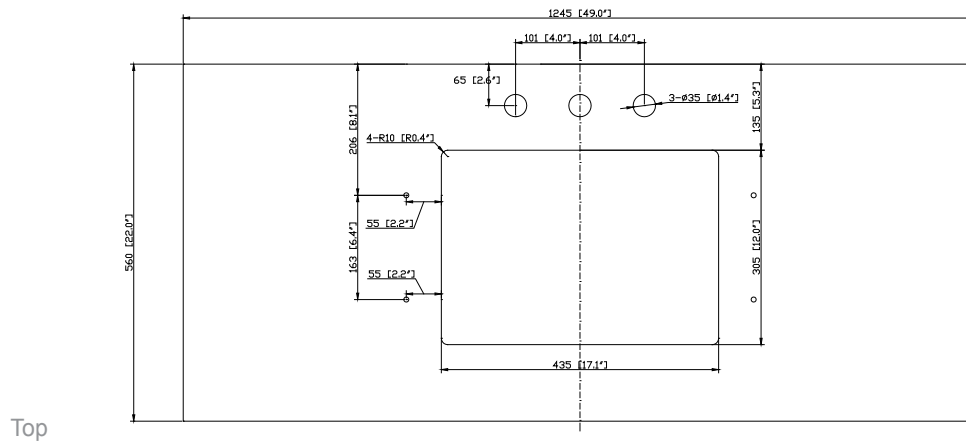 1245 [49.0"]
101 [4.0"] 101 [4.0"]
65 [2.6"]
3-ø35 [ø1.4"]
135 [5.3"]
206 [8.1"]
4-R10 [R0.4"]
55 [2.2"]
560 [22.0"]
163 [6.4"]
305 [12.0"]
55 [2.2"]
435 [17.1"]
Top